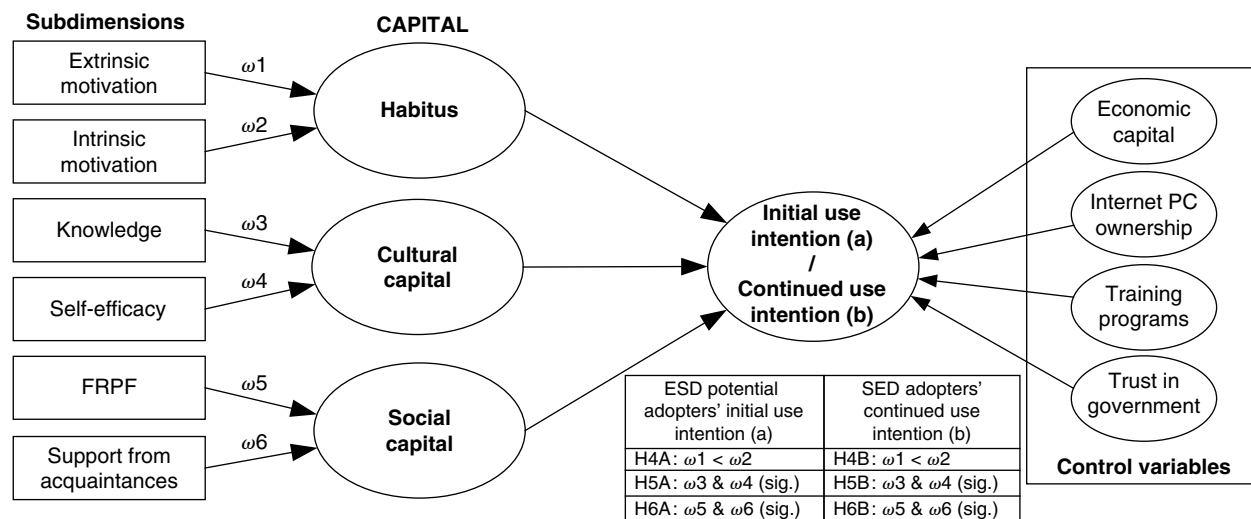 Subdimensions
CAPITAL
Extrinsic
motivation
ω1
Intrinsic
motivation
ω2
Habitus
Knowledge
ω3
Self-efficacy
ω4
Cultural
capital
FRPF
ω5
Support from
acquaintances
ω6
Social
capital
Initial use
intention (a)
/
Continued use
intention (b)
Economic
capital
Internet PC
ownership
Training
programs
Trust in
government
Control variables
ESD potential
adopters' initial use
intention (a)
SED adopters'
continued use
intention (b)
H4A: ω1 < ω2
H4B: ω1 < ω2
H5A: ω3 & ω4 (sig.)
H5B: ω3 & ω4 (sig.)
H6A: ω5 & ω6 (sig.)
H6B: ω5 & ω6 (sig.)